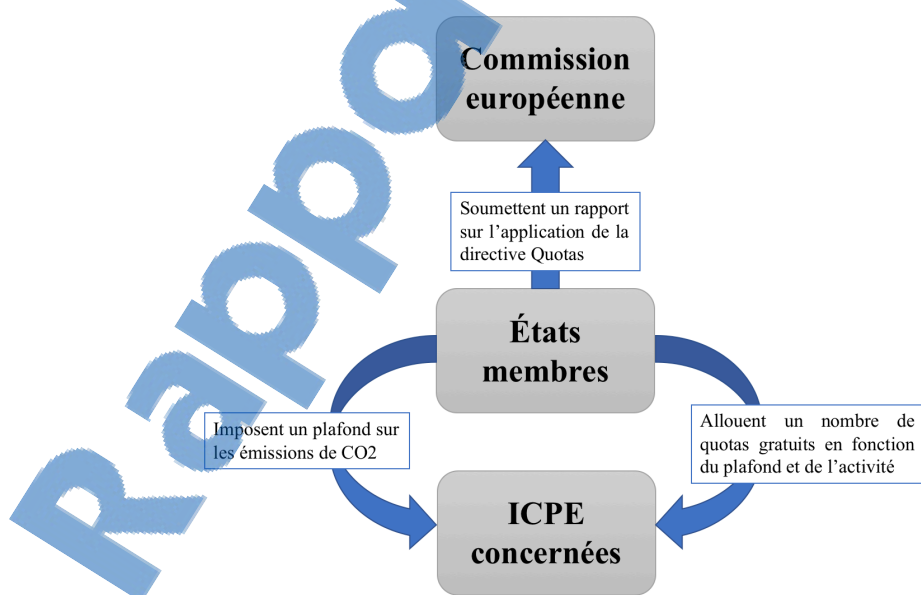 Commission
européenne
Soumettent un rapport
sur l'application de la
directive Quotas
États
membres
Imposent un plafond sur
les émissions de CO2
Allouent un nombre de
quotas gratuits en fonction
du plafond et de l'activité
ICPE
concernées